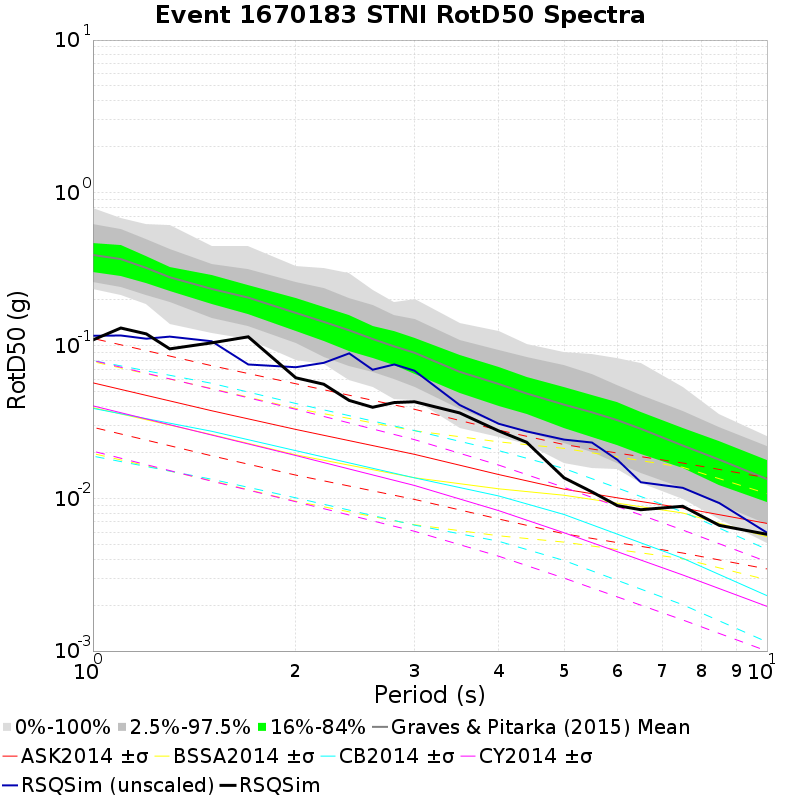 Event 1670183 STNI RotD50 Spectra
10^1
10^0
10^-1
10^-2
10^-3
RotD50 (g)
10^0 2 3 4 5 6 7 8 9 10^1
Period (s)
0%-100% 2.5%-97.5% 16%-84% Graves & Pitarka (2015) Mean
ASK2014 ±σ BSSA2014 ±σ CB2014 ±σ CY2014 ±σ
RSQSim (unscaled) RSQSim